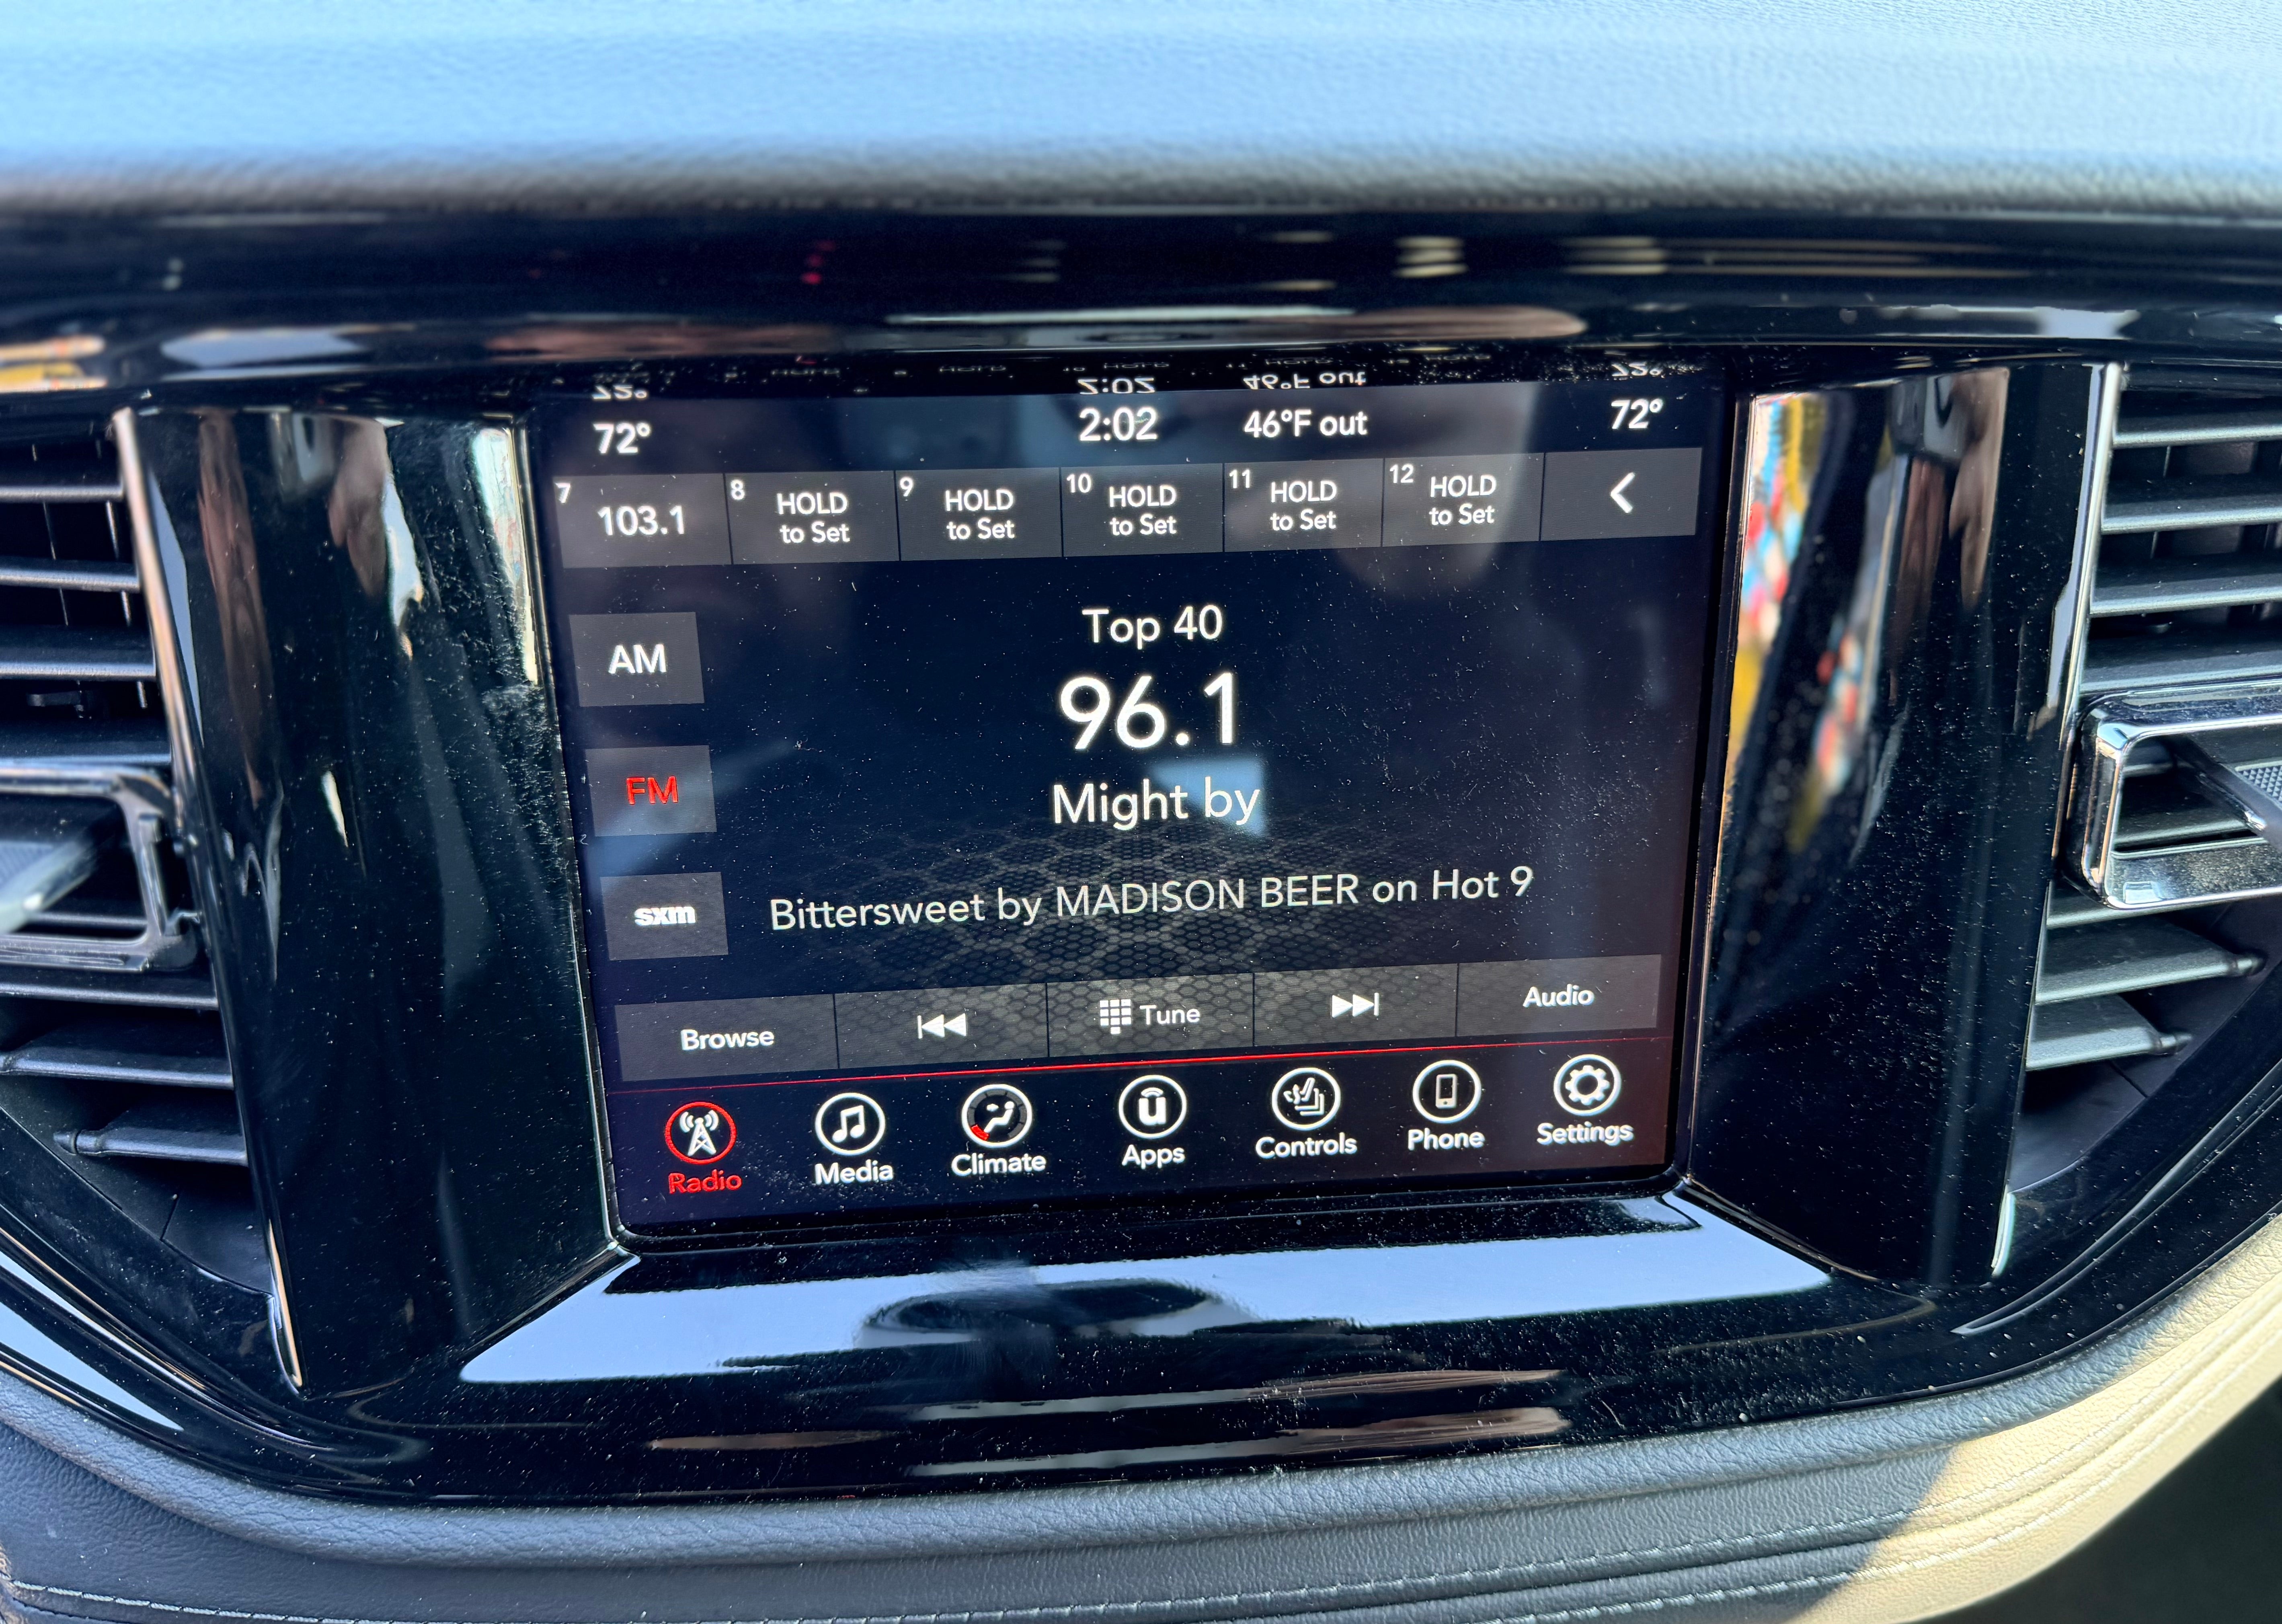 72° 2:02 46°F out 72°
7 103.1
8 HOLD
to Set
9 HOLD
to Set
10 HOLD
to Set
11 HOLD
to Set
12 HOLD
to Set
Top 40
AM
96.1
FM
Might by
sxm
Bittersweet by MADISON BEER on Hot 9
Browse Tune Audio
Radio Media Climate Apps Controls Phone Settings